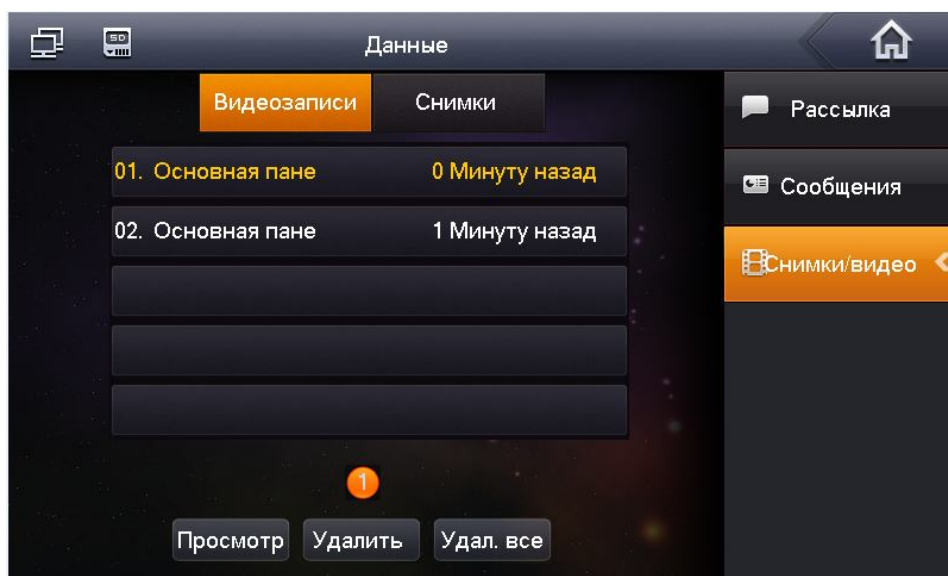 SD
Данные
Видеозаписи Снимки
01. Основная пане 0 Минуту назад
02. Основная пане 1 Минуту назад
1
Просмотр Удалить Удал. все
Рассылка
Сообщения
Снимки/видео